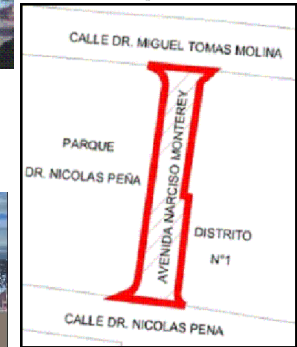 CALLE DR. MIGUEL TOMAS MOLINA
PARQUE
DR. NICOLAS PEÑA
AVENIDA NARCISO MONTEREY
DISTRITO
N°1
CALLE DR. NICOLAS PENA